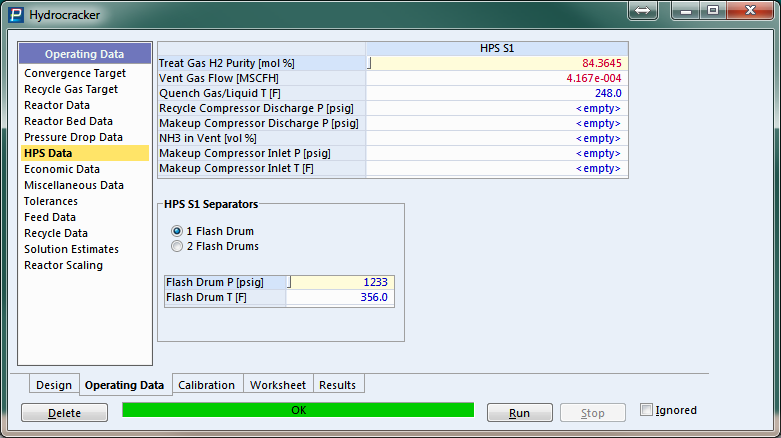 Hydrocracker
Operating Data
Convergence Target
Recycle Gas Target
Reactor Data
Reactor Bed Data
Pressure Drop Data
HPS Data
Economic Data
Miscellaneous Data
Tolerances
Feed Data
Recycle Data
Solution Estimates
Reactor Scaling
HPS S1
Treat Gas H2 Purity [mol %] 84.3645
Vent Gas Flow [MSCFH] 4.167e-004
Quench Gas/Liquid T [F] 248.0
Recycle Compressor Discharge P [psig] <empty>
Makeup Compressor Discharge P [psig] <empty>
NH3 in Vent [vol %] <empty>
Makeup Compressor Inlet P [psig] <empty>
Makeup Compressor Inlet T [F] <empty>
HPS S1 Separators
1 Flash Drum
2 Flash Drums
Flash Drum P [psig] 1233
Flash Drum T [F] 356.0
Design Operating Data Calibration Worksheet Results
Delete OK Run Stop Ignored